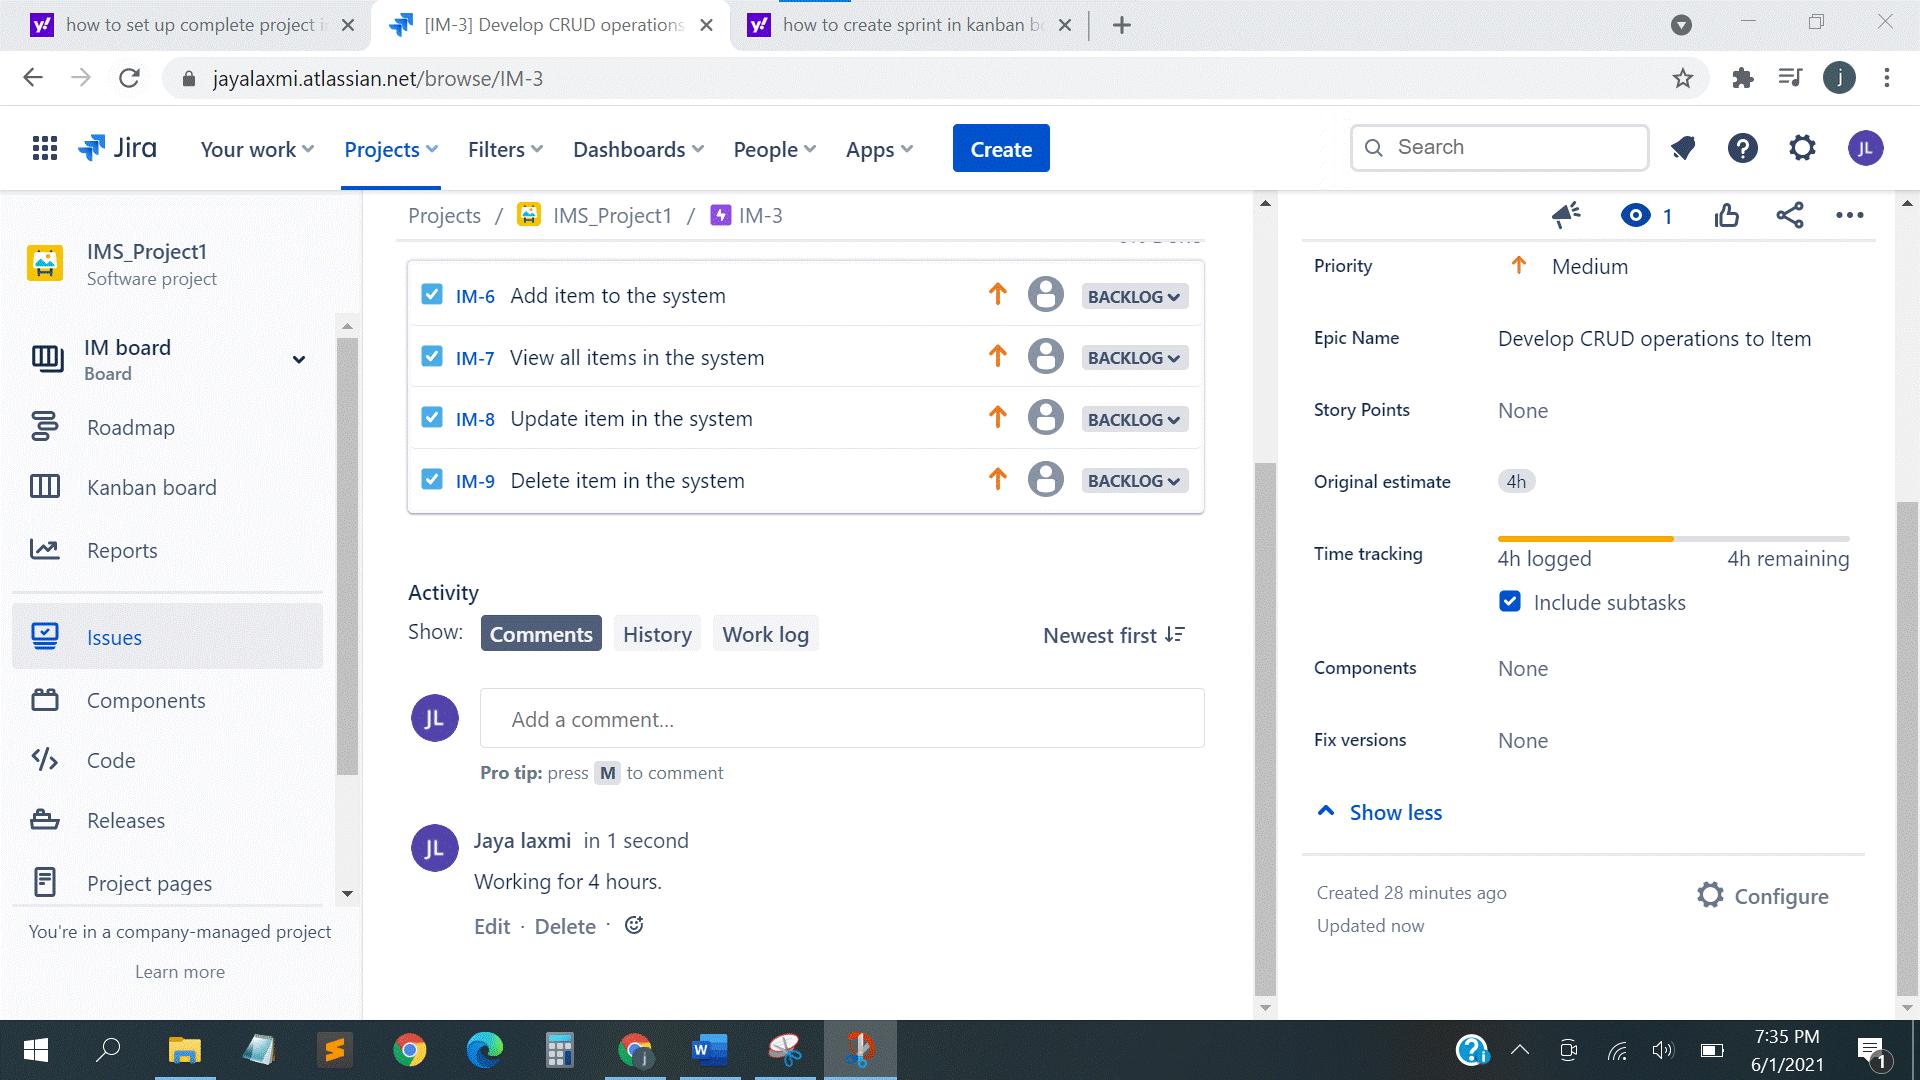 how to set up complete project i
[IM-3] Develop CRUD operations
how to create sprint in kanban b
jayalaxmi.atlassian.net/browse/IM-3
j
Jira
Your work
Projects
Filters
Dashboards
People
Apps
Create
Search
JL
IMS_Project1
Software project
IM board
Board
Roadmap
Kanban board
Reports
Issues
Components
Code
Releases
Project pages
You're in a company-managed project
Learn more
Projects / IMS_Project1 / IM-3
IM-6 Add item to the system BACKLOG
IM-7 View all items in the system BACKLOG
IM-8 Update item in the system BACKLOG
IM-9 Delete item in the system BACKLOG
Activity
Show: Comments History Work log Newest first
JL Add a comment...
Pro tip: press M to comment
JL Jaya laxmi in 1 second
Working for 4 hours.
Edit · Delete ·
1
Priority Medium
Epic Name Develop CRUD operations to Item
Story Points None
Original estimate 4h
Time tracking 4h logged 4h remaining
Include subtasks
Components None
Fix versions None
Show less
Created 28 minutes ago
Updated now
Configure
7:35 PM
6/1/2021
1